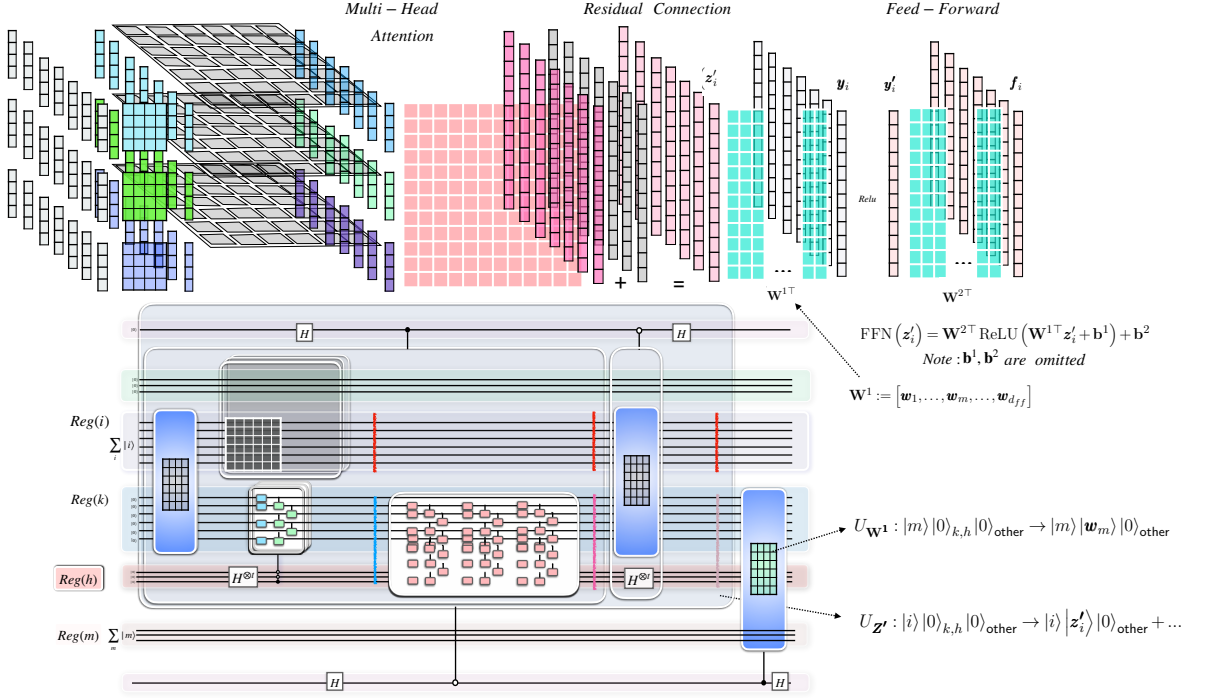 Multi − Head
Attention
Residual Connection
Feed − Forward
z′i
yi
y′i
fi
Relu
+
=
...
...
W1⊤
W2⊤
FFN (z′i) = W2⊤ ReLU (W1⊤ z′i + b1) + b2
Note : b1, b2 are omitted
W1 := [w1, . . . , wm, . . . , wdff]
H
H
Reg(i)
∑i |i⟩
Reg(k)
Reg(h)
H⊗l
H⊗l
Reg(m) ∑m |m⟩
H
H
UW1 : |m⟩ |0⟩k,h |0⟩other → |m⟩ |wm⟩ |0⟩other
UZ′ : |i⟩ |0⟩k,h |0⟩other → |i⟩ |z′i⟩ |0⟩other + ...